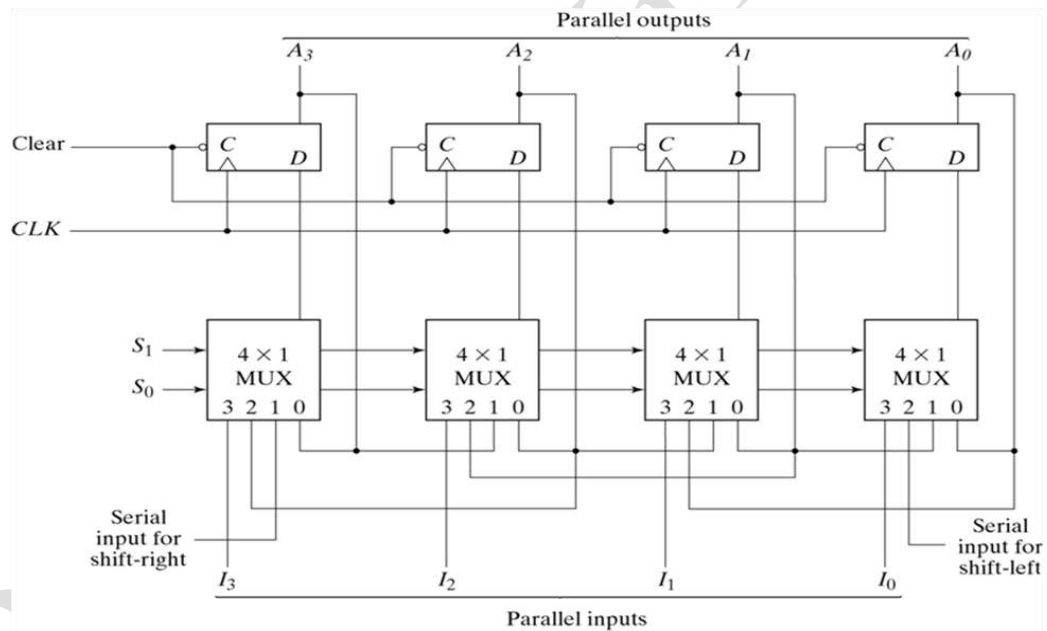 Parallel outputs
A3 A2 A1 A0
Clear
C D C D C D C D
CLK
S1
S0
4 × 1 MUX
3 2 1 0
4 × 1 MUX
3 2 1 0
4 × 1 MUX
3 2 1 0
4 × 1 MUX
3 2 1 0
Serial
input for
shift-right
Serial
input for
shift-left
I3 I2 I1 I0
Parallel inputs